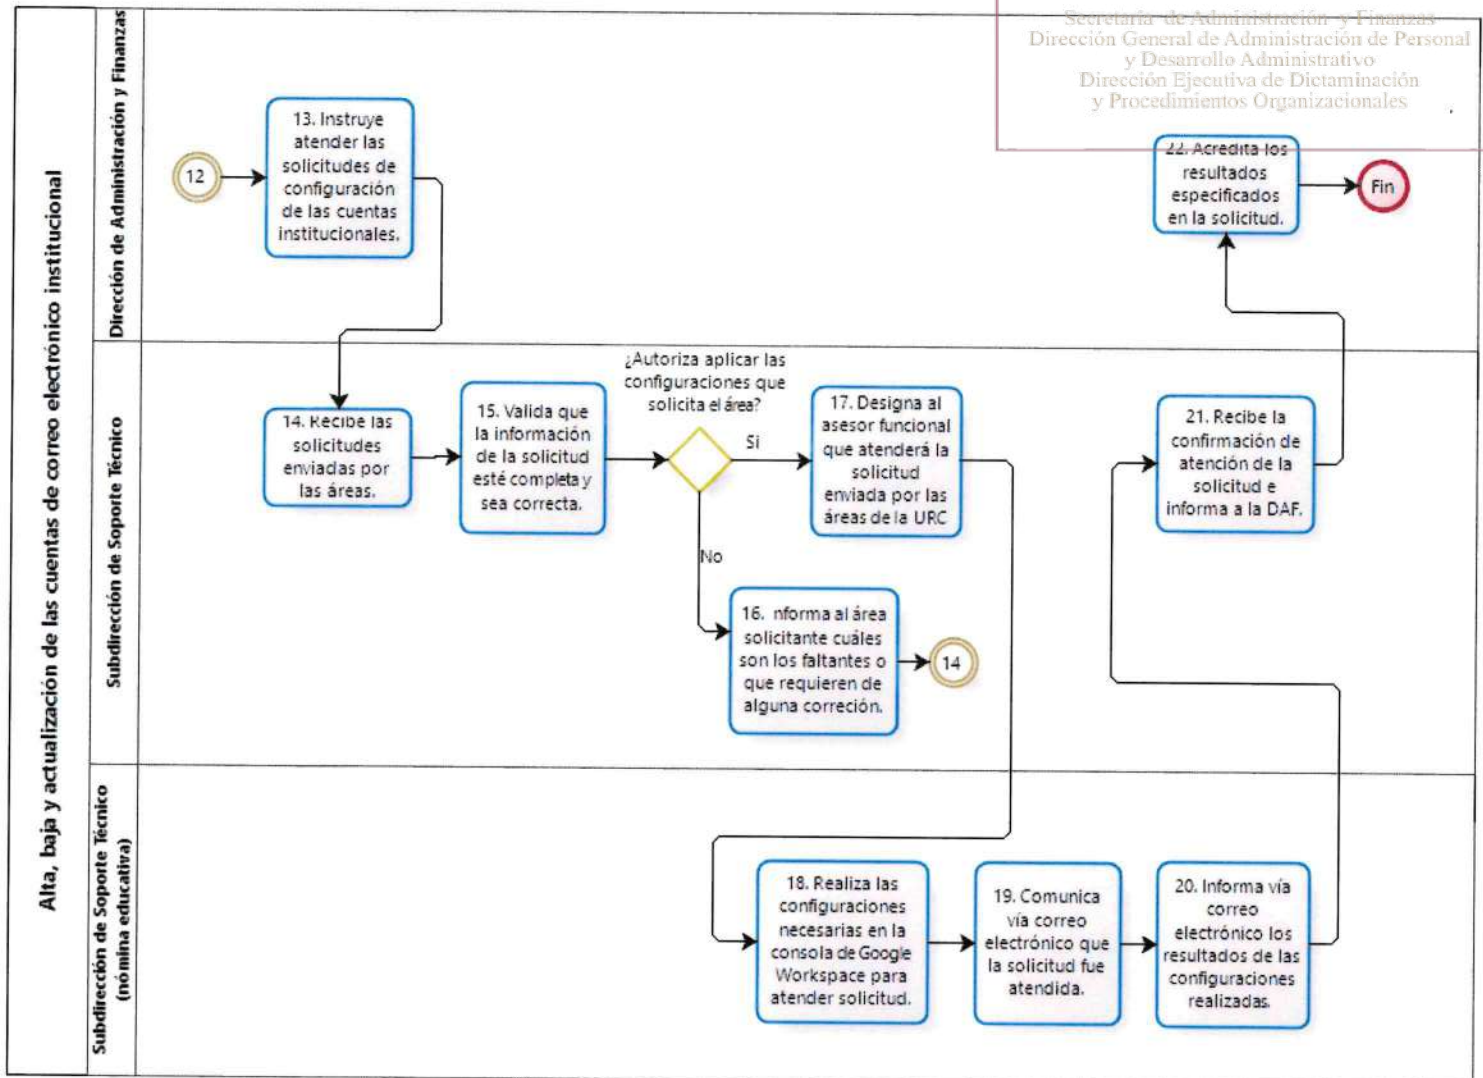 Secretaría de Administración y Finanzas
Dirección General de Administración de Personal
y Desarrollo Administrativo
Dirección Ejecutiva de Dictaminación
y Procedimientos Organizacionales
Alta, baja y actualización de las cuentas de correo electrónico institucional
Dirección de Administración y Finanzas
12
13. Instruye
atender las
solicitudes de
configuración
de las cuentas
institucionales.
22. Acredita los
resultados
especificados
en la solicitud.
Fin
Subdirección de Soporte Técnico
14. Recibe las
solicitudes
enviadas por
las áreas.
15. Valida que
la información
de la solicitud
esté completa y
sea correcta.
¿Autoriza aplicar las
configuraciones que
solicita el área?
Si
No
17. Designa al
asesor funcional
que atenderá la
solicitud
enviada por las
áreas de la URC
16. nforma al área
solicitante cuáles
son los faltantes o
que requieren de
alguna correción.
14
21. Recibe la
confirmación de
atención de la
solicitud e
informa a la DAF.
Subdirección de Soporte Técnico
(nómina educativa)
18. Realiza las
configuraciones
necesarias en la
consola de Google
Workspace para
atender solicitud.
19. Comunica
vía correo
electrónico que
la solicitud fue
atendida.
20. Informa vía
correo
electrónico los
resultados de las
configuraciones
realizadas.